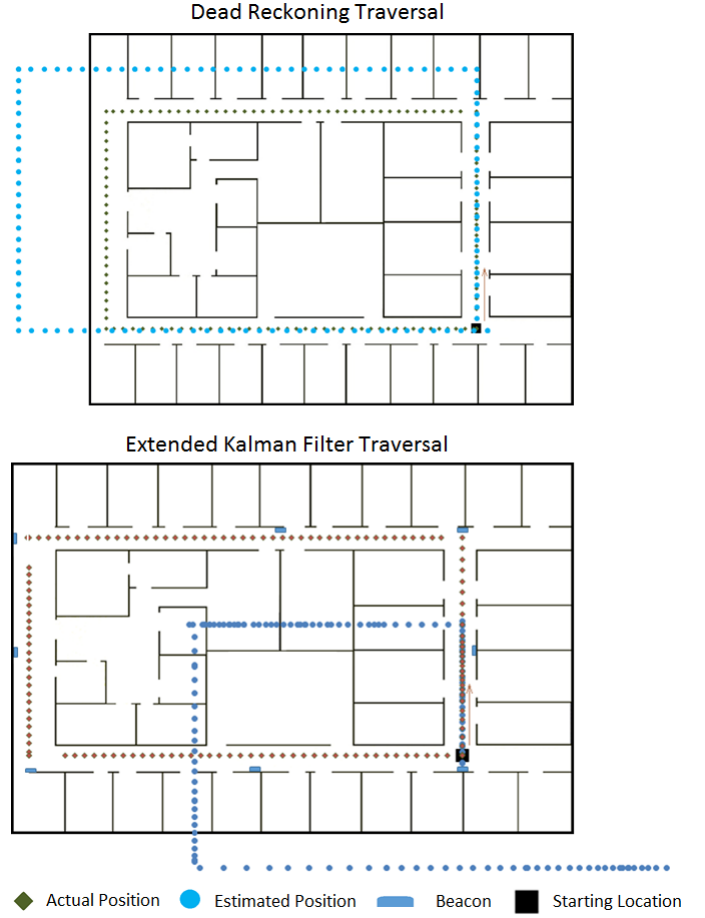 Dead Reckoning Traversal
Extended Kalman Filter Traversal
Actual Position Estimated Position Beacon Starting Location